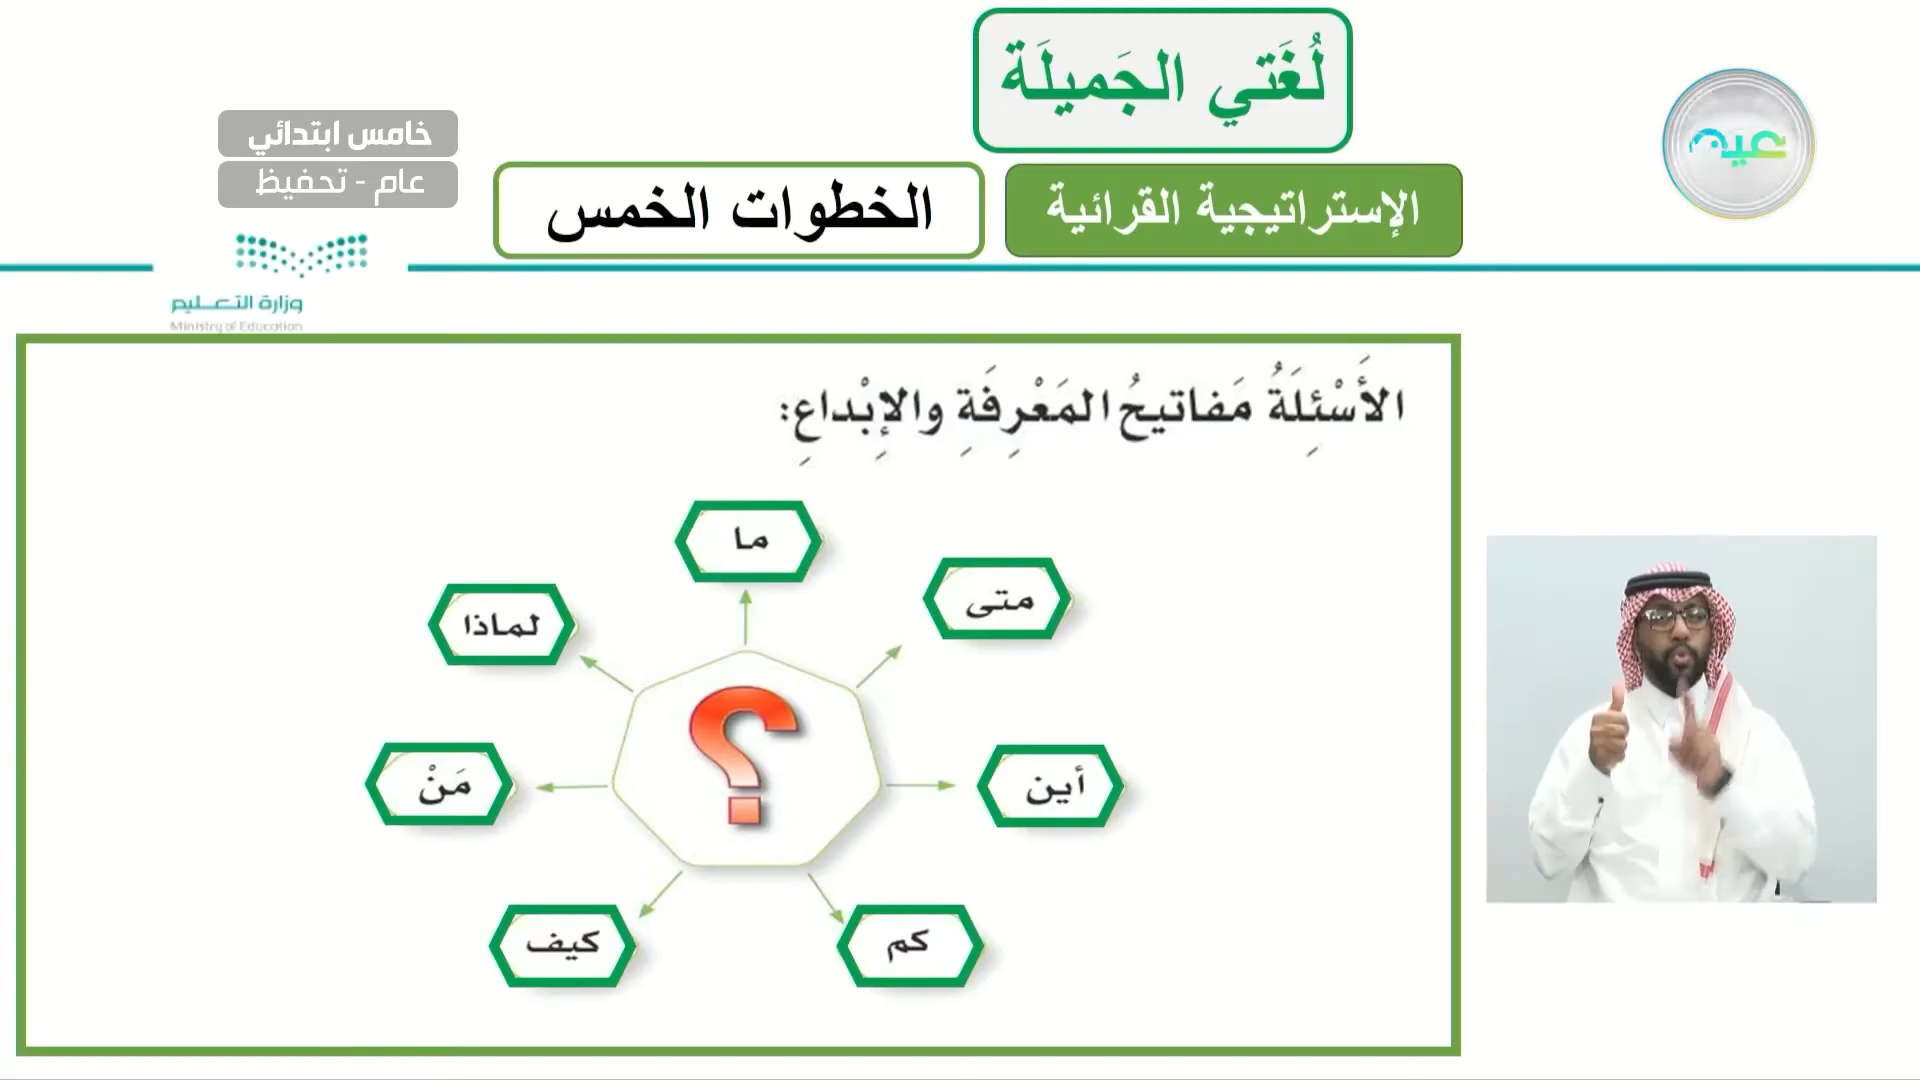 لُغَتي الجَميلَة
عين
خامس ابتدائي
عام - تحفيظ
الإستراتيجية القرائية
الخطوات الخمس
وزارة التعليم
Ministry of Education
الأَسْئِلَةُ مَفاتيحُ المَعْرِفَةِ والإِبْداعِ:
ما
متى
لماذا
؟
أين
مَنْ
كم
كيف